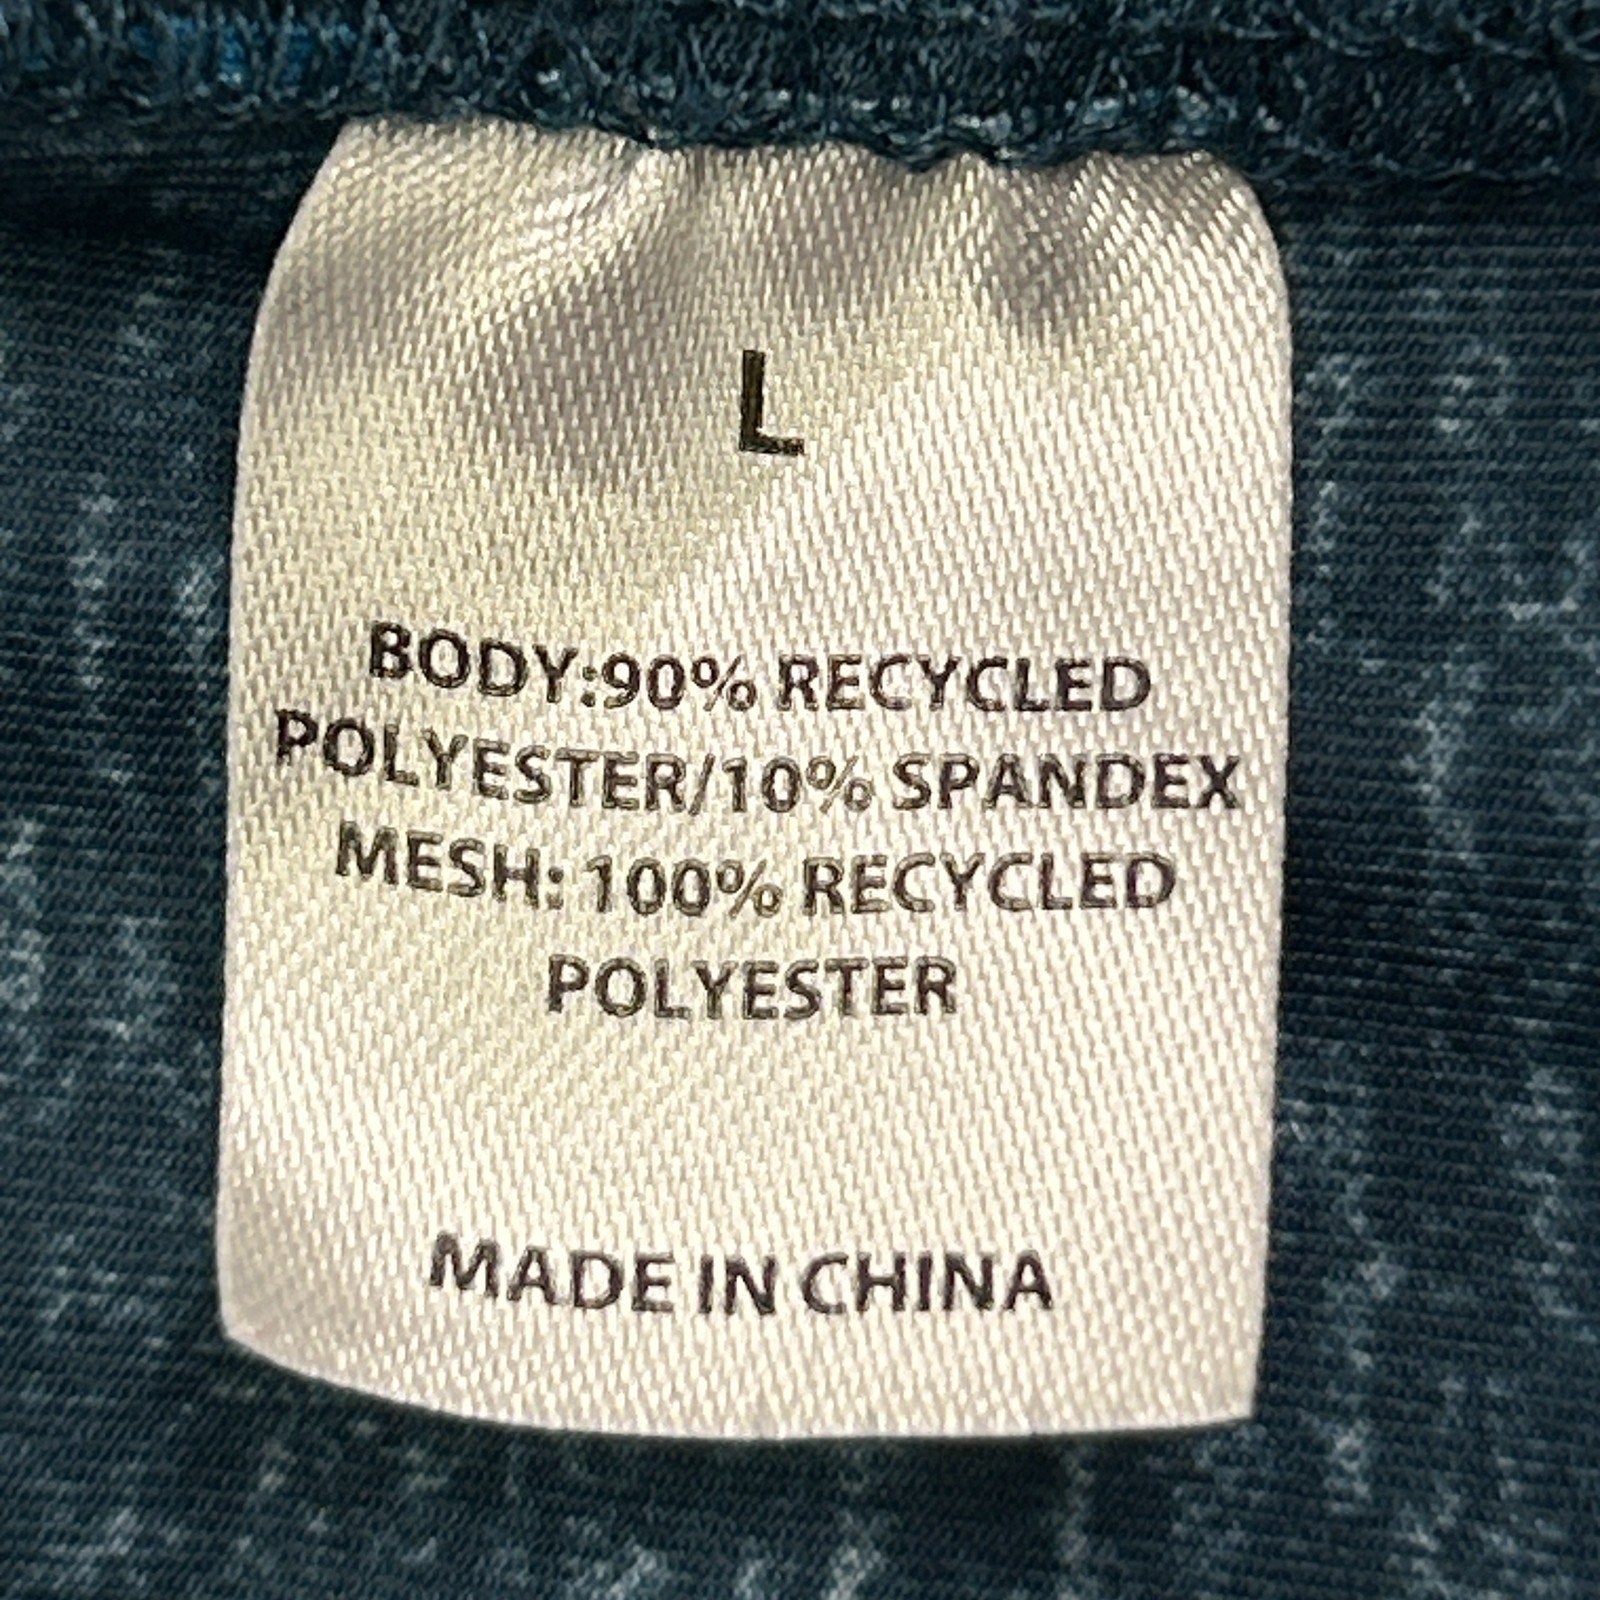 L
BODY:90% RECYCLED
POLYESTER/10% SPANDEX
MESH: 100% RECYCLED
POLYESTER
MADE IN CHINA